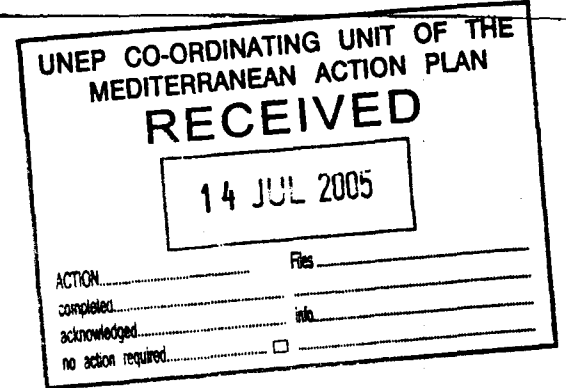 UNEP CO-ORDINATING UNIT OF THE
MEDITERRANEAN ACTION PLAN
RECEIVED
14 JUL 2005
ACTION.......................... Files
completed..........................
acknowledged.......................... info..........................
no action required.......................... □ ..........................